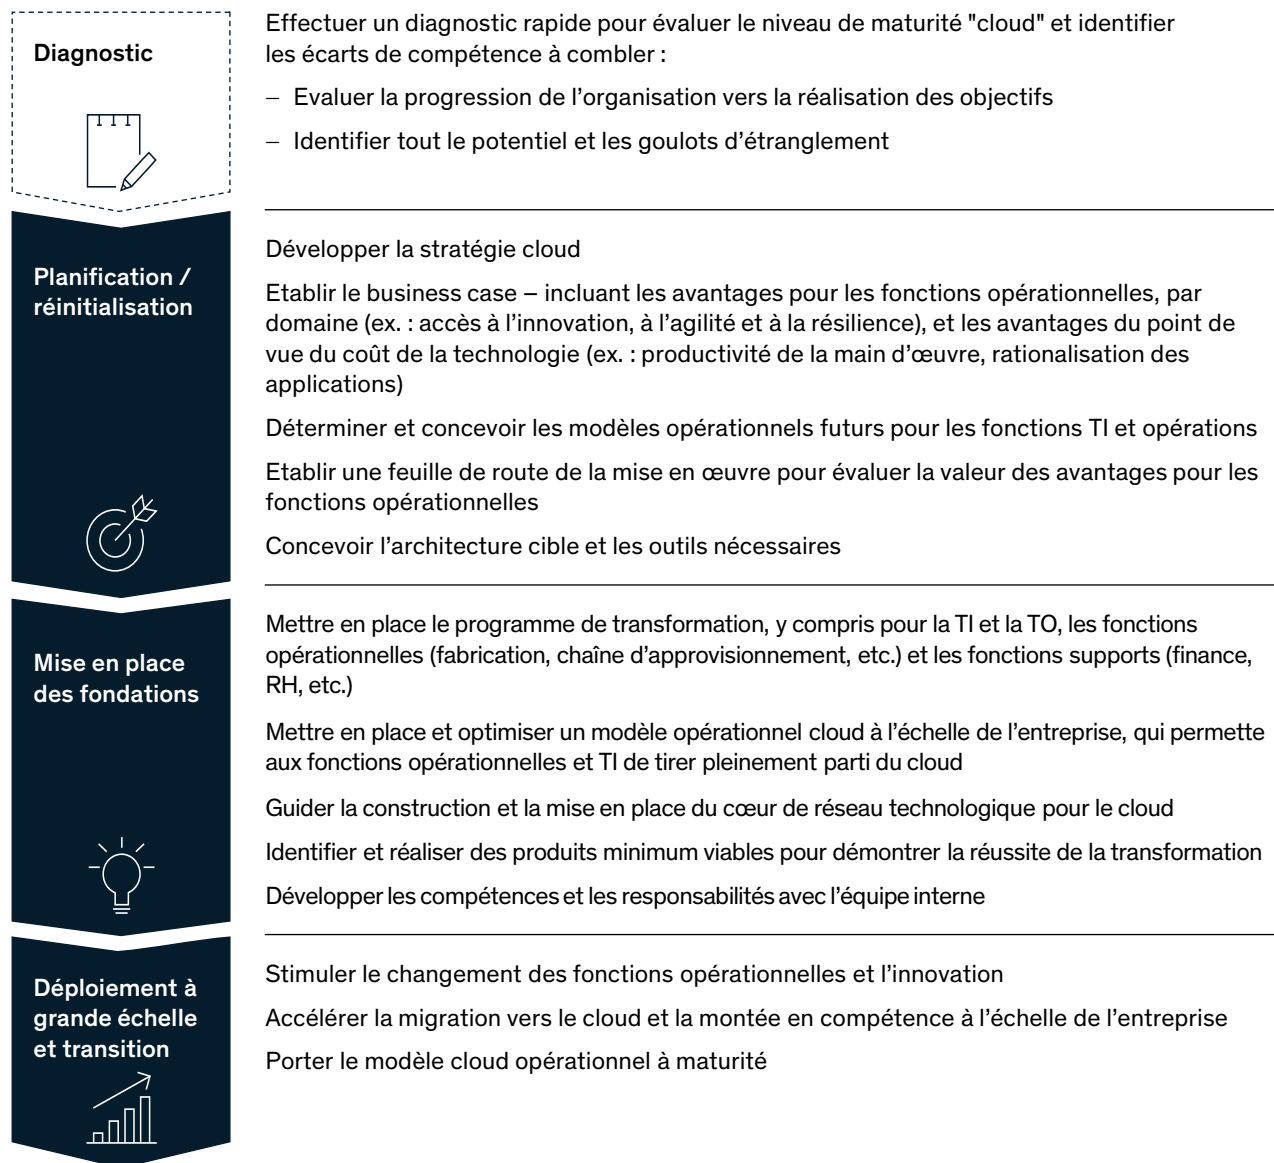 Diagnostic
Effectuer un diagnostic rapide pour évaluer le niveau de maturité "cloud" et identifier
les écarts de compétence à combler :
– Evaluer la progression de l’organisation vers la réalisation des objectifs
– Identifier tout le potentiel et les goulots d’étranglement
Planification /
réinitialisation
Développer la stratégie cloud
Etablir le business case – incluant les avantages pour les fonctions opérationnelles, par
domaine (ex. : accès à l’innovation, à l’agilité et à la résilience), et les avantages du point de
vue du coût de la technologie (ex. : productivité de la main d’œuvre, rationalisation des
applications)
Déterminer et concevoir les modèles opérationnels futurs pour les fonctions TI et opérations
Etablir une feuille de route de la mise en œuvre pour évaluer la valeur des avantages pour les
fonctions opérationnelles
Concevoir l’architecture cible et les outils nécessaires
Mise en place
des fondations
Mettre en place le programme de transformation, y compris pour la TI et la TO, les fonctions
opérationnelles (fabrication, chaîne d’approvisionnement, etc.) et les fonctions supports (finance,
RH, etc.)
Mettre en place et optimiser un modèle opérationnel cloud à l’échelle de l’entreprise, qui permette
aux fonctions opérationnelles et TI de tirer pleinement parti du cloud
Guider la construction et la mise en place du cœur de réseau technologique pour le cloud
Identifier et réaliser des produits minimum viables pour démontrer la réussite de la transformation
Développer les compétences et les responsabilités avec l’équipe interne
Déploiement à
grande échelle
et transition
Stimuler le changement des fonctions opérationnelles et l’innovation
Accélérer la migration vers le cloud et la montée en compétence à l’échelle de l’entreprise
Porter le modèle cloud opérationnel à maturité